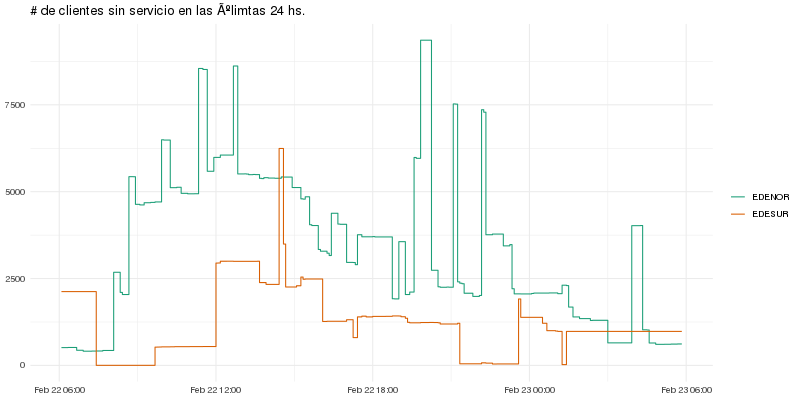 # de clientes sin servicio en las Ãºlimtas 24 hs.
7500
5000
2500
0
EDENOR
EDESUR
Feb 22 06:00
Feb 22 12:00
Feb 22 18:00
Feb 23 00:00
Feb 23 06:00